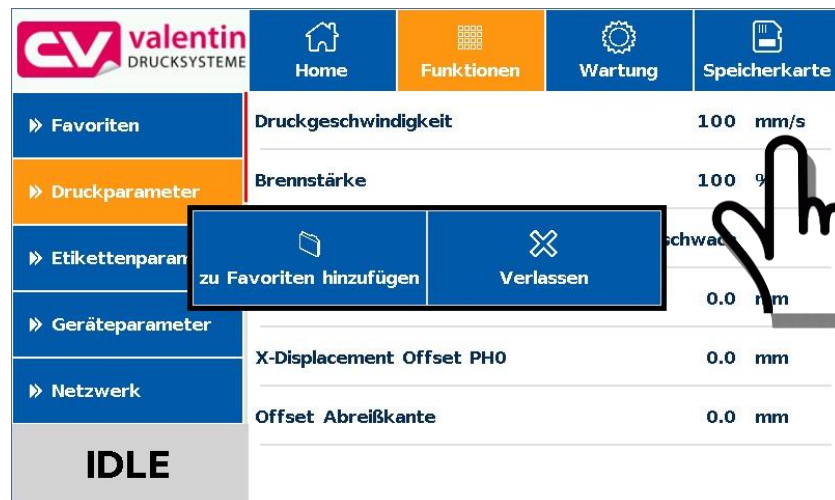 CV valentin
DRUCKSYSTEME
Home
Funktionen
Wartung
Speicherkarte
Favoriten
Druckparameter
Etikettenparam
Geräteparameter
Netzwerk
IDLE
Druckgeschwindigkeit 100 mm/s
Brennstärke 100 %
zu Favoriten hinzufügen
Verlassen
0.0 mm
X-Displacement Offset PH0 0.0 mm
Offset Abreißkante 0.0 mm